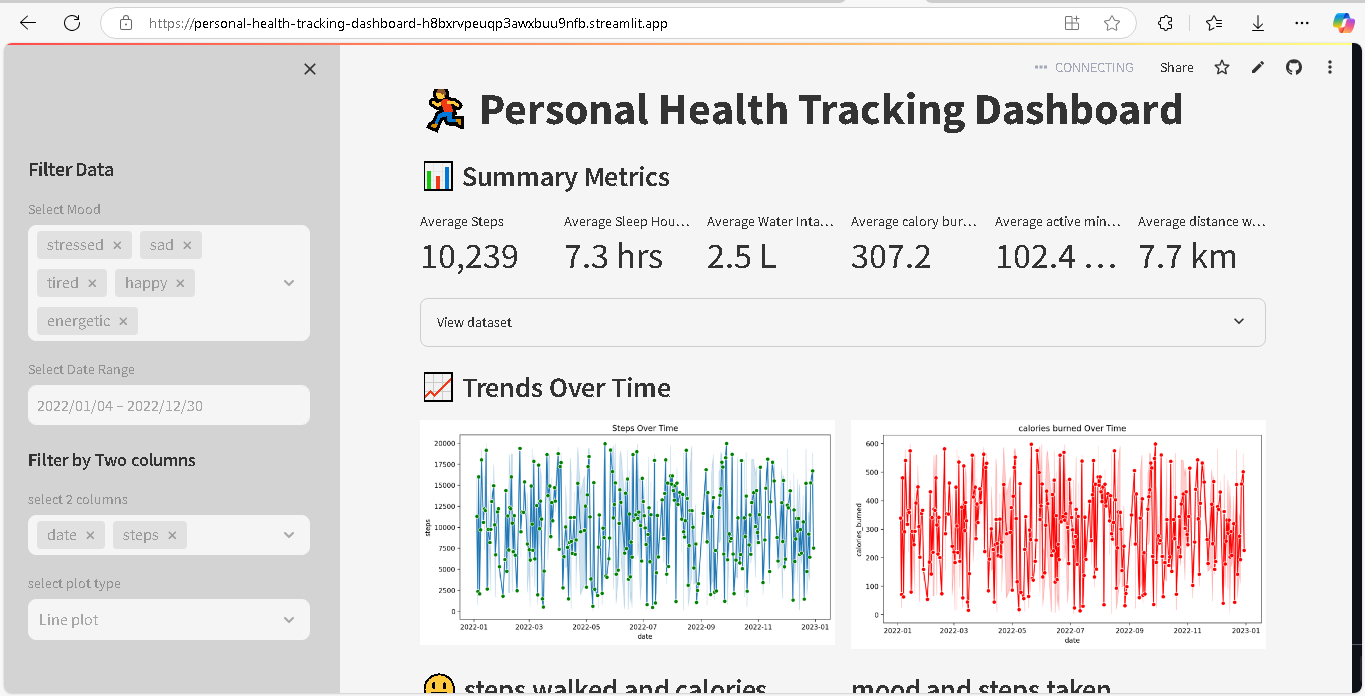 https://personal-health-tracking-dashboard-h8bxrvpeuqp3awxbuu9nfb.streamlit.app
CONNECTING
Share
Filter Data
Select Mood
stressed
sad
tired
happy
energetic
Select Date Range
2022/01/04 – 2022/12/30
Filter by Two columns
select 2 columns
date
steps
select plot type
Line plot
Personal Health Tracking Dashboard
Summary Metrics
Average Steps
10,239
Average Sleep Hou...
7.3 hrs
Average Water Inta...
2.5 L
Average calory bur...
307.2
Average active min...
102.4 ...
Average distance w...
7.7 km
View dataset
Trends Over Time
Steps Over Time
steps
20000
17500
15000
12500
10000
7500
5000
2500
0
2022-01 2022-03 2022-05 2022-07 2022-09 2022-11 2023-01
date
calories burned Over Time
calories_burned
600
500
400
300
200
100
0
2022-01 2022-03 2022-05 2022-07 2022-09 2022-11 2023-01
date
steps walked and calories
mood and steps taken